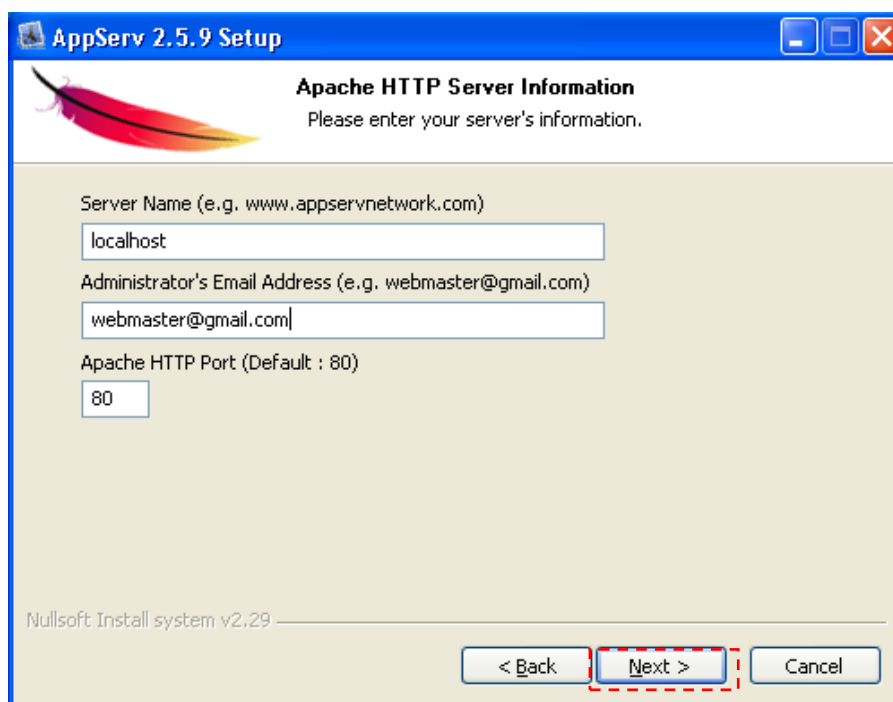 AppServ 2.5.9 Setup
Apache HTTP Server Information
Please enter your server's information.
Server Name (e.g. www.appservnetwork.com)
localhost
Administrator's Email Address (e.g. webmaster@gmail.com)
webmaster@gmail.com
Apache HTTP Port (Default : 80)
80
Nullsoft Install system v2.29
< Back Next > Cancel